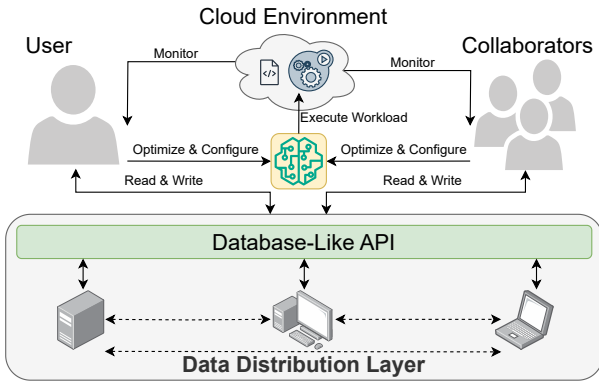 Cloud Environment
User
Collaborators
Monitor
Monitor
</>
Execute Workload
Optimize & Configure
Optimize & Configure
Read & Write
Read & Write
Database-Like API
Data Distribution Layer